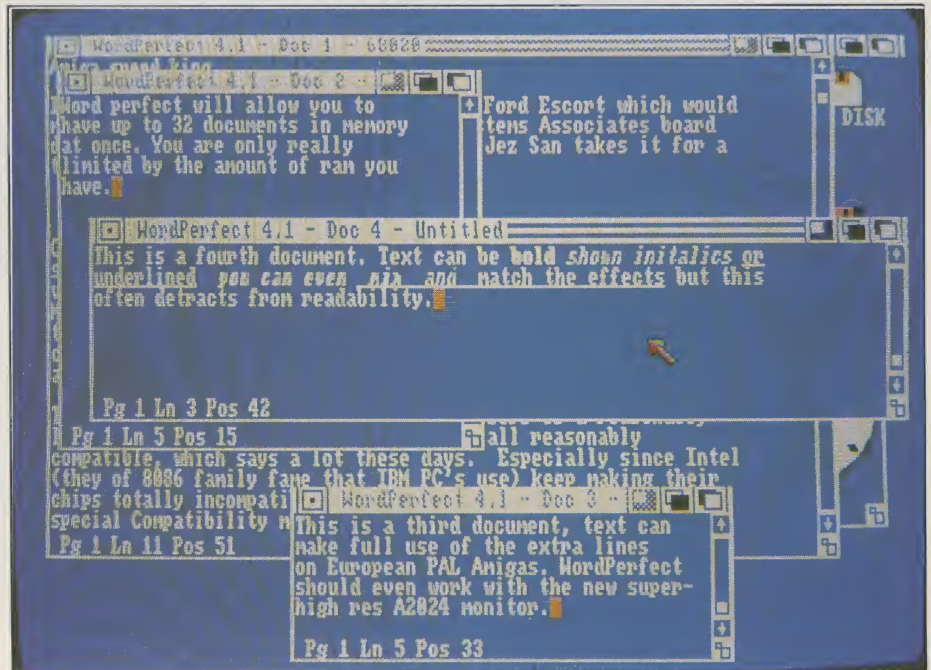 WordPerfect 4.1 - Doc 1 - 68020
WordPerfect 4.1 - Doc 2 -
Word perfect will allow you to
have up to 32 documents in memory
at once. You are only really
limited by the amount of ram you
have.
Ford Escort which would
tems Associates board
Jez San takes it for a
DISK
WordPerfect 4.1 - Doc 4 - Untitled
This is a fourth document. Text can be bold shown initalics or
underlined you can even mix and match the effects but this
often detracts from readability.
Pg 1 Ln 3 Pos 42
Pg 1 Ln 5 Pos 15
all reasonably
compatible, which says a lot these days. Especially since Intel
(they of 8086 family fame that IBM PC's use) keep making their
chips totally incompati
special Compatibility m
Pg 1 Ln 11 Pos 51
WordPerfect 4.1 - Doc 3 -
This is a third document, text can
make full use of the extra lines
on European PAL Amigas. WordPerfect
should even work with the new super-
high res A2024 monitor.
Pg 1 Ln 5 Pos 33